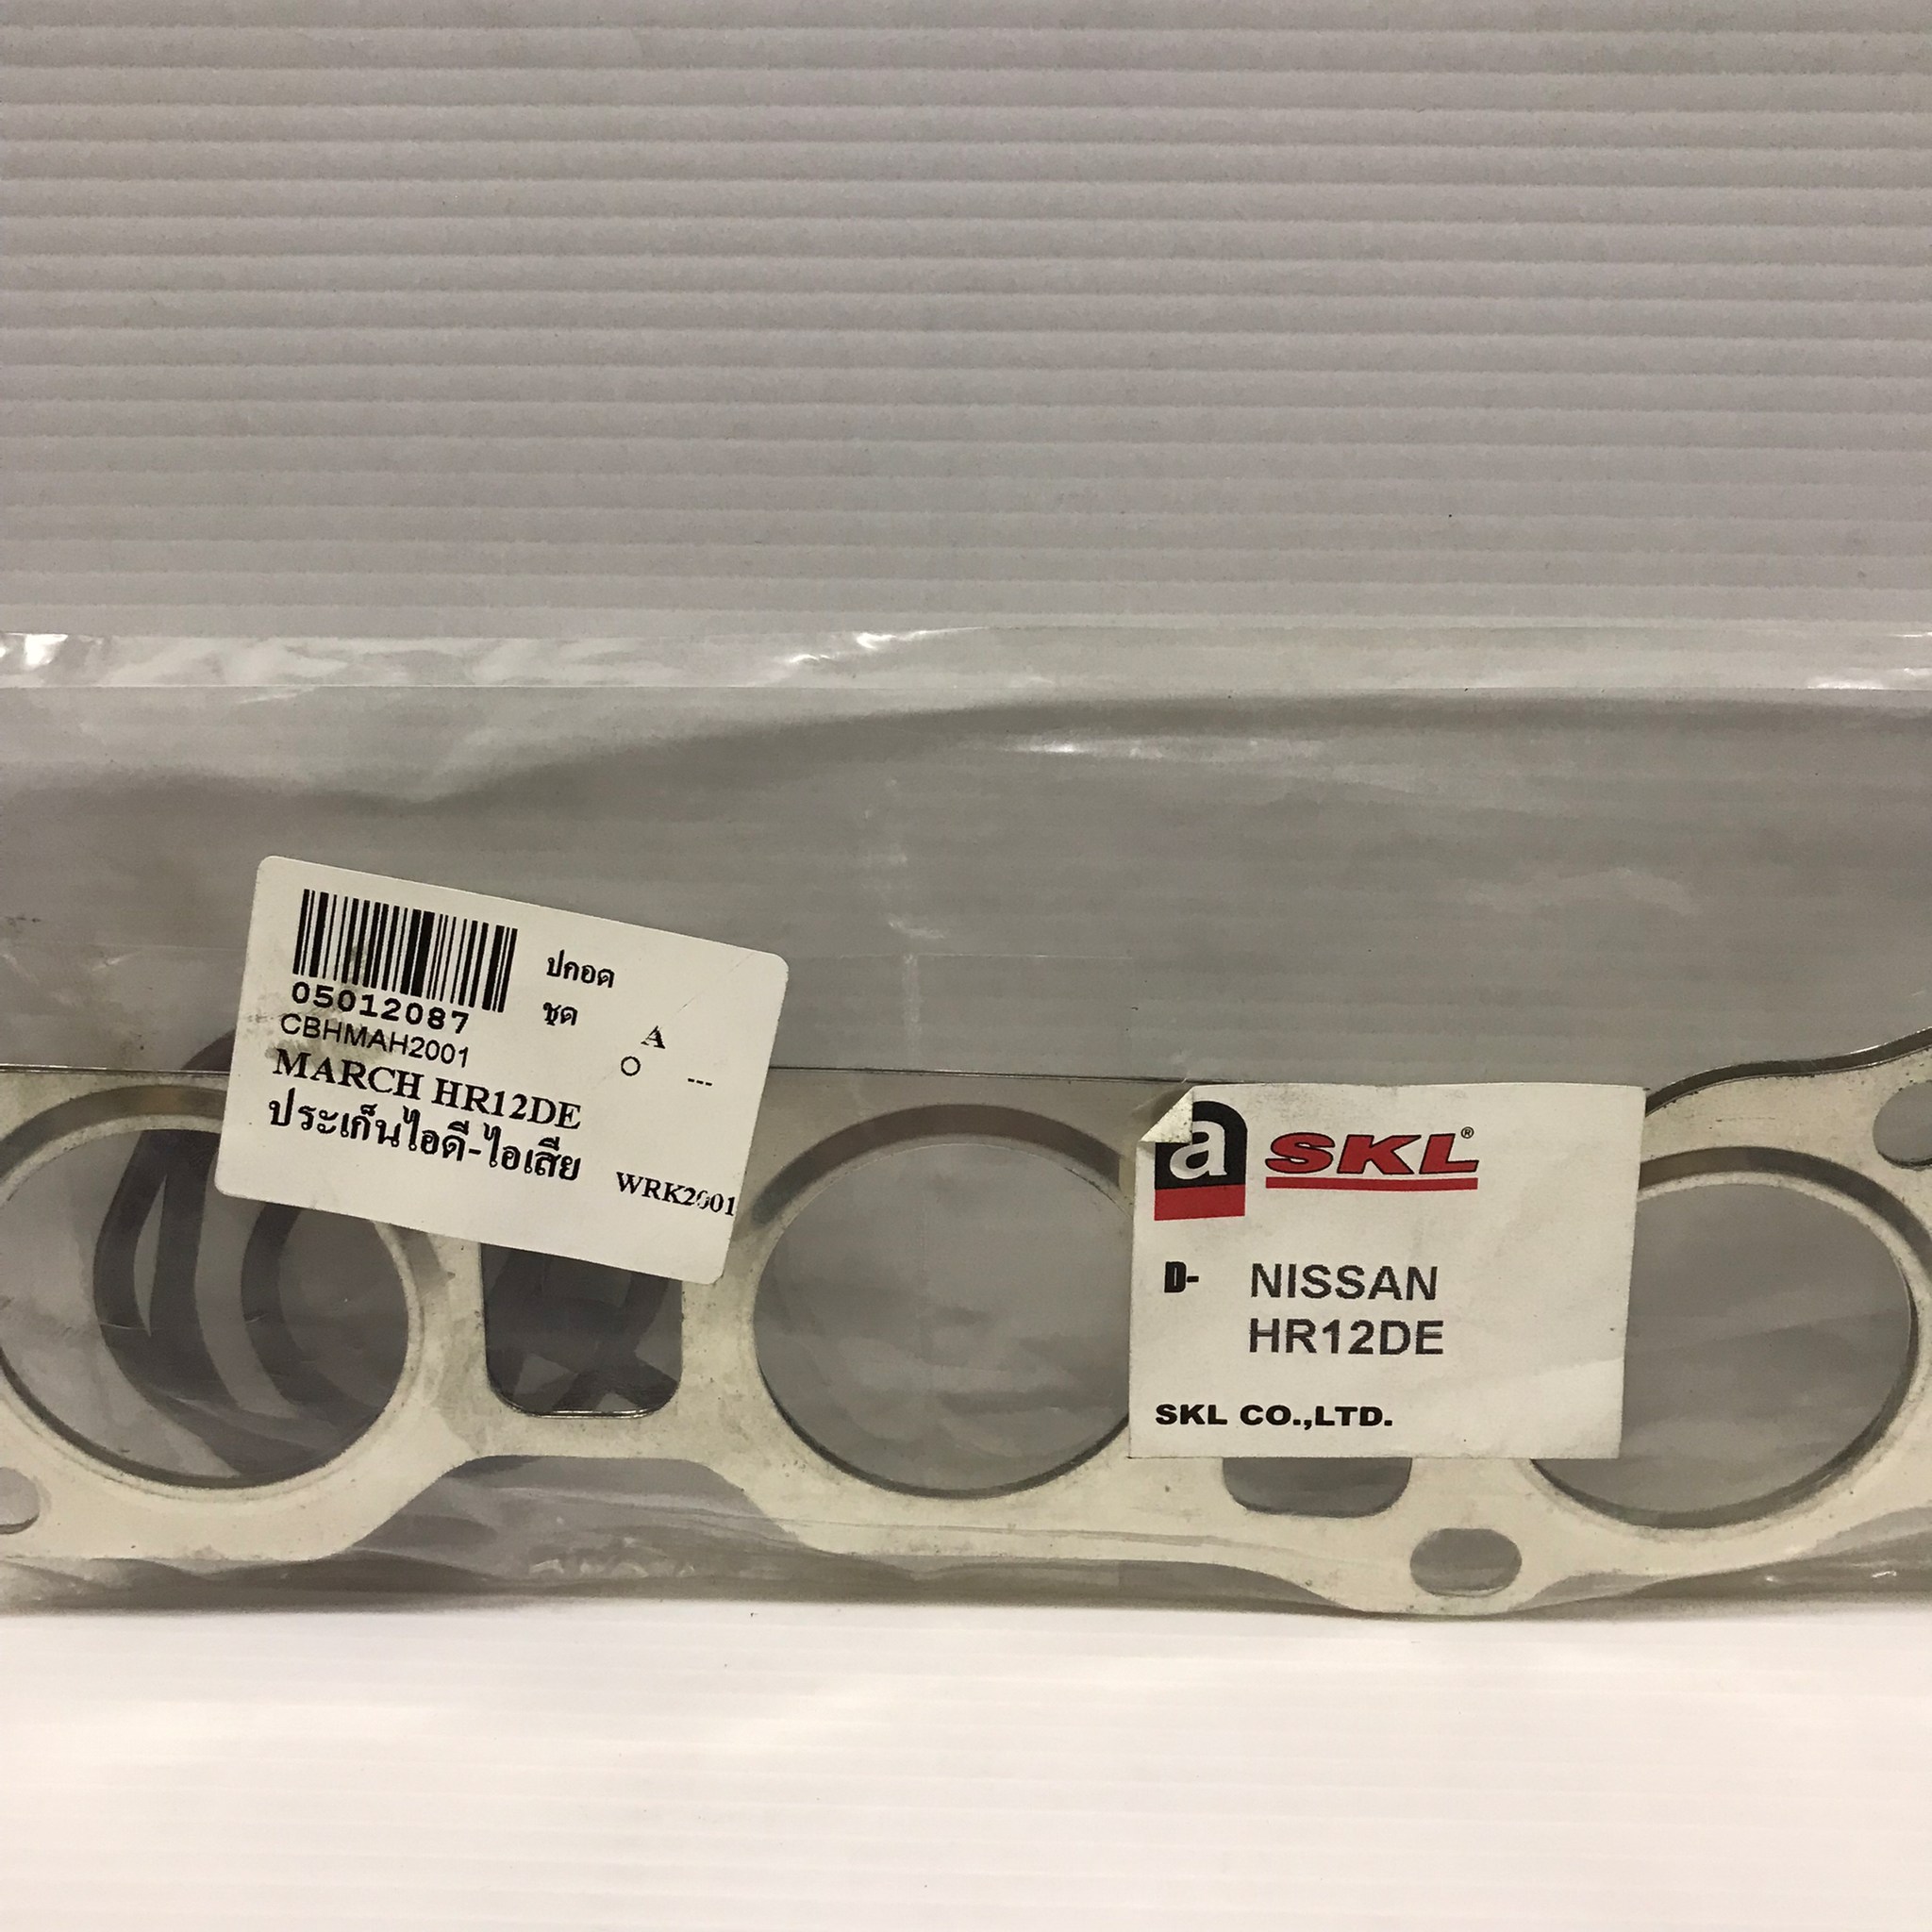 05012087
ปกอด
ชุด
CBHMAH2001
A
O ---
MARCH HR12DE
ประเก็นไอดี-ไอเสีย
WRK2001
a SKL®
D- NISSAN
HR12DE
SKL CO.,LTD.